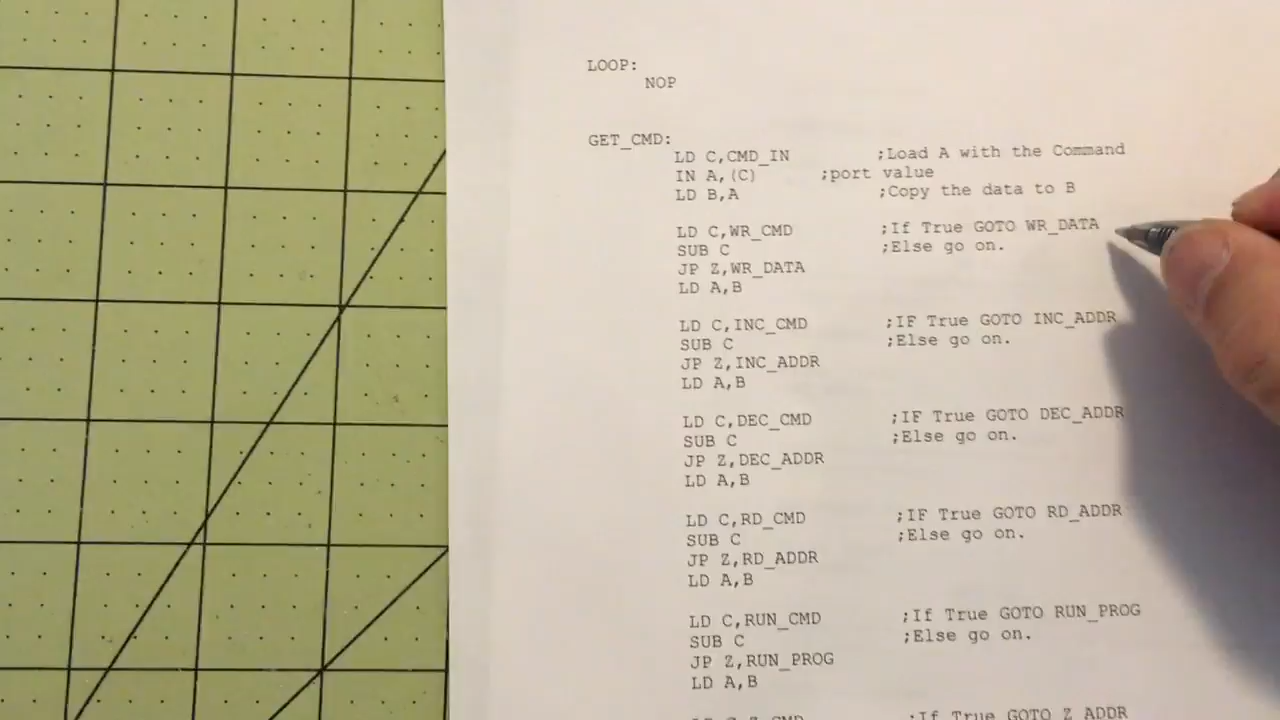 LOOP:
NOP
GET_CMD:
LD C,CMD_IN ;Load A with the Command
IN A,(C) ;port value
LD B,A ;Copy the data to B
LD C,WR_CMD ;If True GOTO WR_DATA
SUB C ;Else go on.
JP Z,WR_DATA
LD A,B
LD C,INC_CMD ;IF True GOTO INC_ADDR
SUB C ;Else go on.
JP Z,INC_ADDR
LD A,B
LD C,DEC_CMD ;IF True GOTO DEC_ADDR
SUB C ;Else go on.
JP Z,DEC_ADDR
LD A,B
LD C,RD_CMD ;IF True GOTO RD_ADDR
SUB C ;Else go on.
JP Z,RD_ADDR
LD A,B
LD C,RUN_CMD ;If True GOTO RUN_PROG
SUB C ;Else go on.
JP Z,RUN_PROG
LD A,B
;If True GOTO Z_ADDR